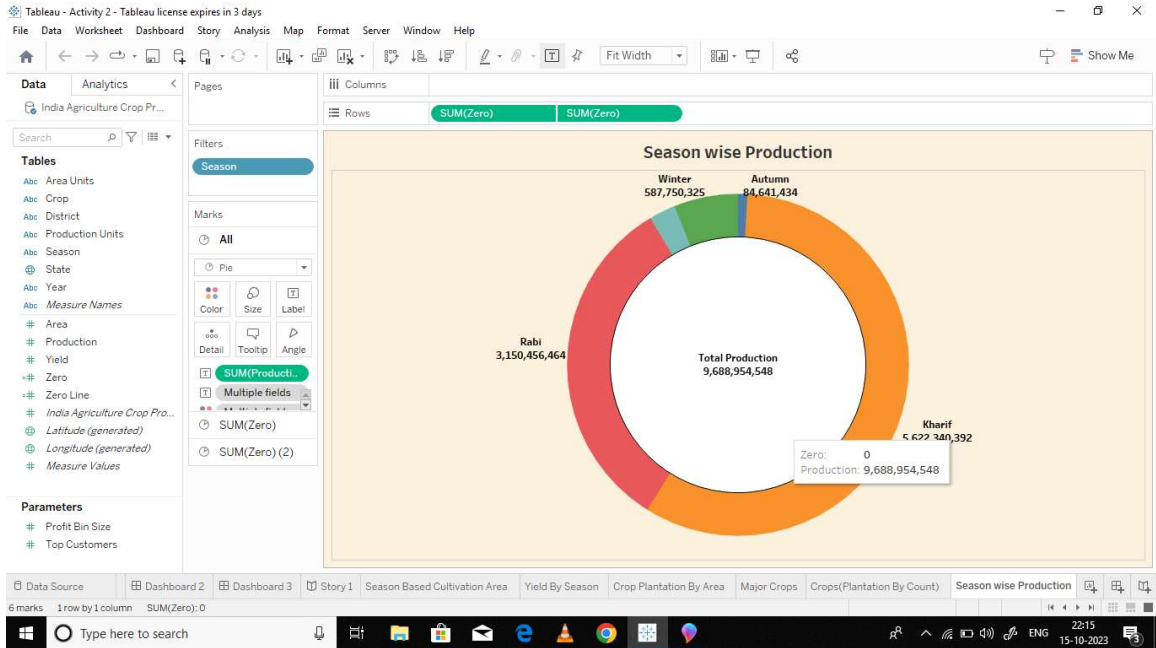 Tableau - Activity 2 - Tableau license expires in 3 days
File Data Worksheet Dashboard Story Analysis Map Format Server Window Help
Fit Width
Show Me
Data Analytics
India Agriculture Crop Pr...
Search
Tables
Abc Area Units
Abc Crop
Abc District
Abc Production Units
Abc Season
State
Abc Year
Abc Measure Names
# Area
# Production
# Yield
=# Zero
=# Zero Line
# India Agriculture Crop Pro...
Latitude (generated)
Longitude (generated)
# Measure Values
Parameters
# Profit Bin Size
# Top Customers
Pages
Filters
Season
Marks
All
Pie
Color Size Label
Detail Tooltip Angle
SUM(Producti..
Multiple fields
SUM(Zero)
SUM(Zero) (2)
Columns
Rows SUM(Zero) SUM(Zero)
Season wise Production
Winter
587,750,325
Autumn
84,641,434
Rabi
3,150,456,464
Total Production
9,688,954,548
Kharif
5,622,340,392
Zero: 0
Production: 9,688,954,548
Data Source Dashboard 2 Dashboard 3 Story 1 Season Based Cultivation Area Yield By Season Crop Plantation By Area Major Crops Crops(Plantation By Count) Season wise Production
6 marks 1 row by 1 column SUM(Zero): 0
Type here to search
ENG
22:15
15-10-2023
3